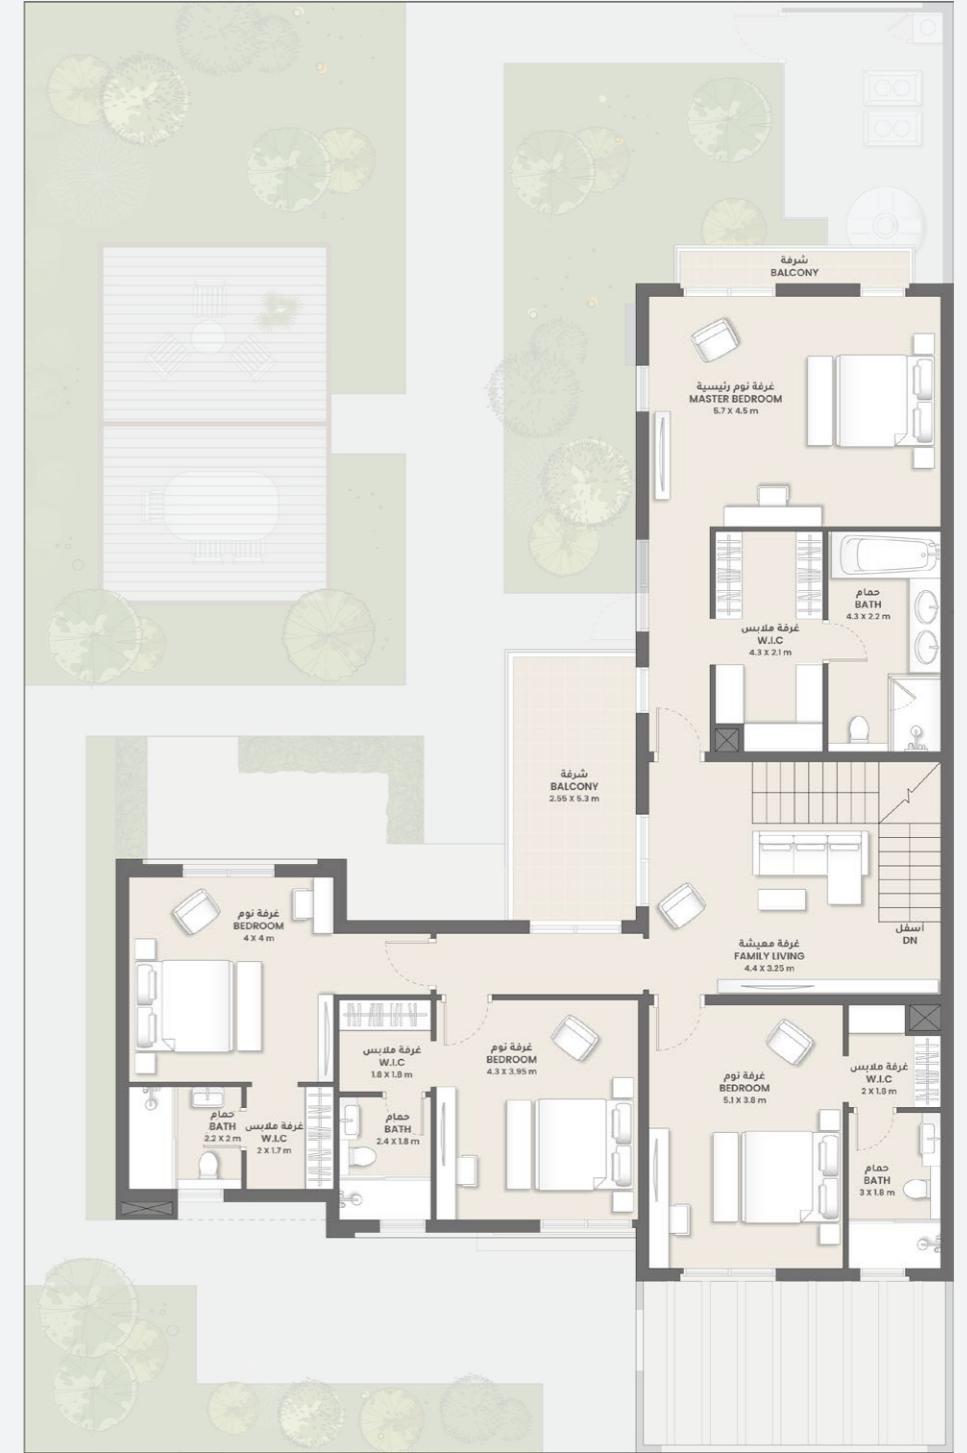 شرفة
BALCONY
غرفة نوم رئيسية
MASTER BEDROOM
5.7 X 4.5 m
حمام
BATH
4.3 X 2.2 m
غرفة ملابس
W.I.C
4.3 X 2.1 m
شرفة
BALCONY
2.55 X 5.3 m
غرفة نوم
BEDROOM
4 X 4 m
أسفل
DN
غرفة معيشة
FAMILY LIVING
4.4 X 3.25 m
غرفة ملابس
W.I.C
1.8 X 1.8 m
غرفة نوم
BEDROOM
4.3 X 3.95 m
غرفة نوم
BEDROOM
5.1 X 3.8 m
غرفة ملابس
W.I.C
2 X 1.8 m
حمام
BATH
2.2 X 2 m
غرفة ملابس
W.I.C
2 X 1.7 m
حمام
BATH
2.4 X 1.8 m
حمام
BATH
3 X 1.8 m